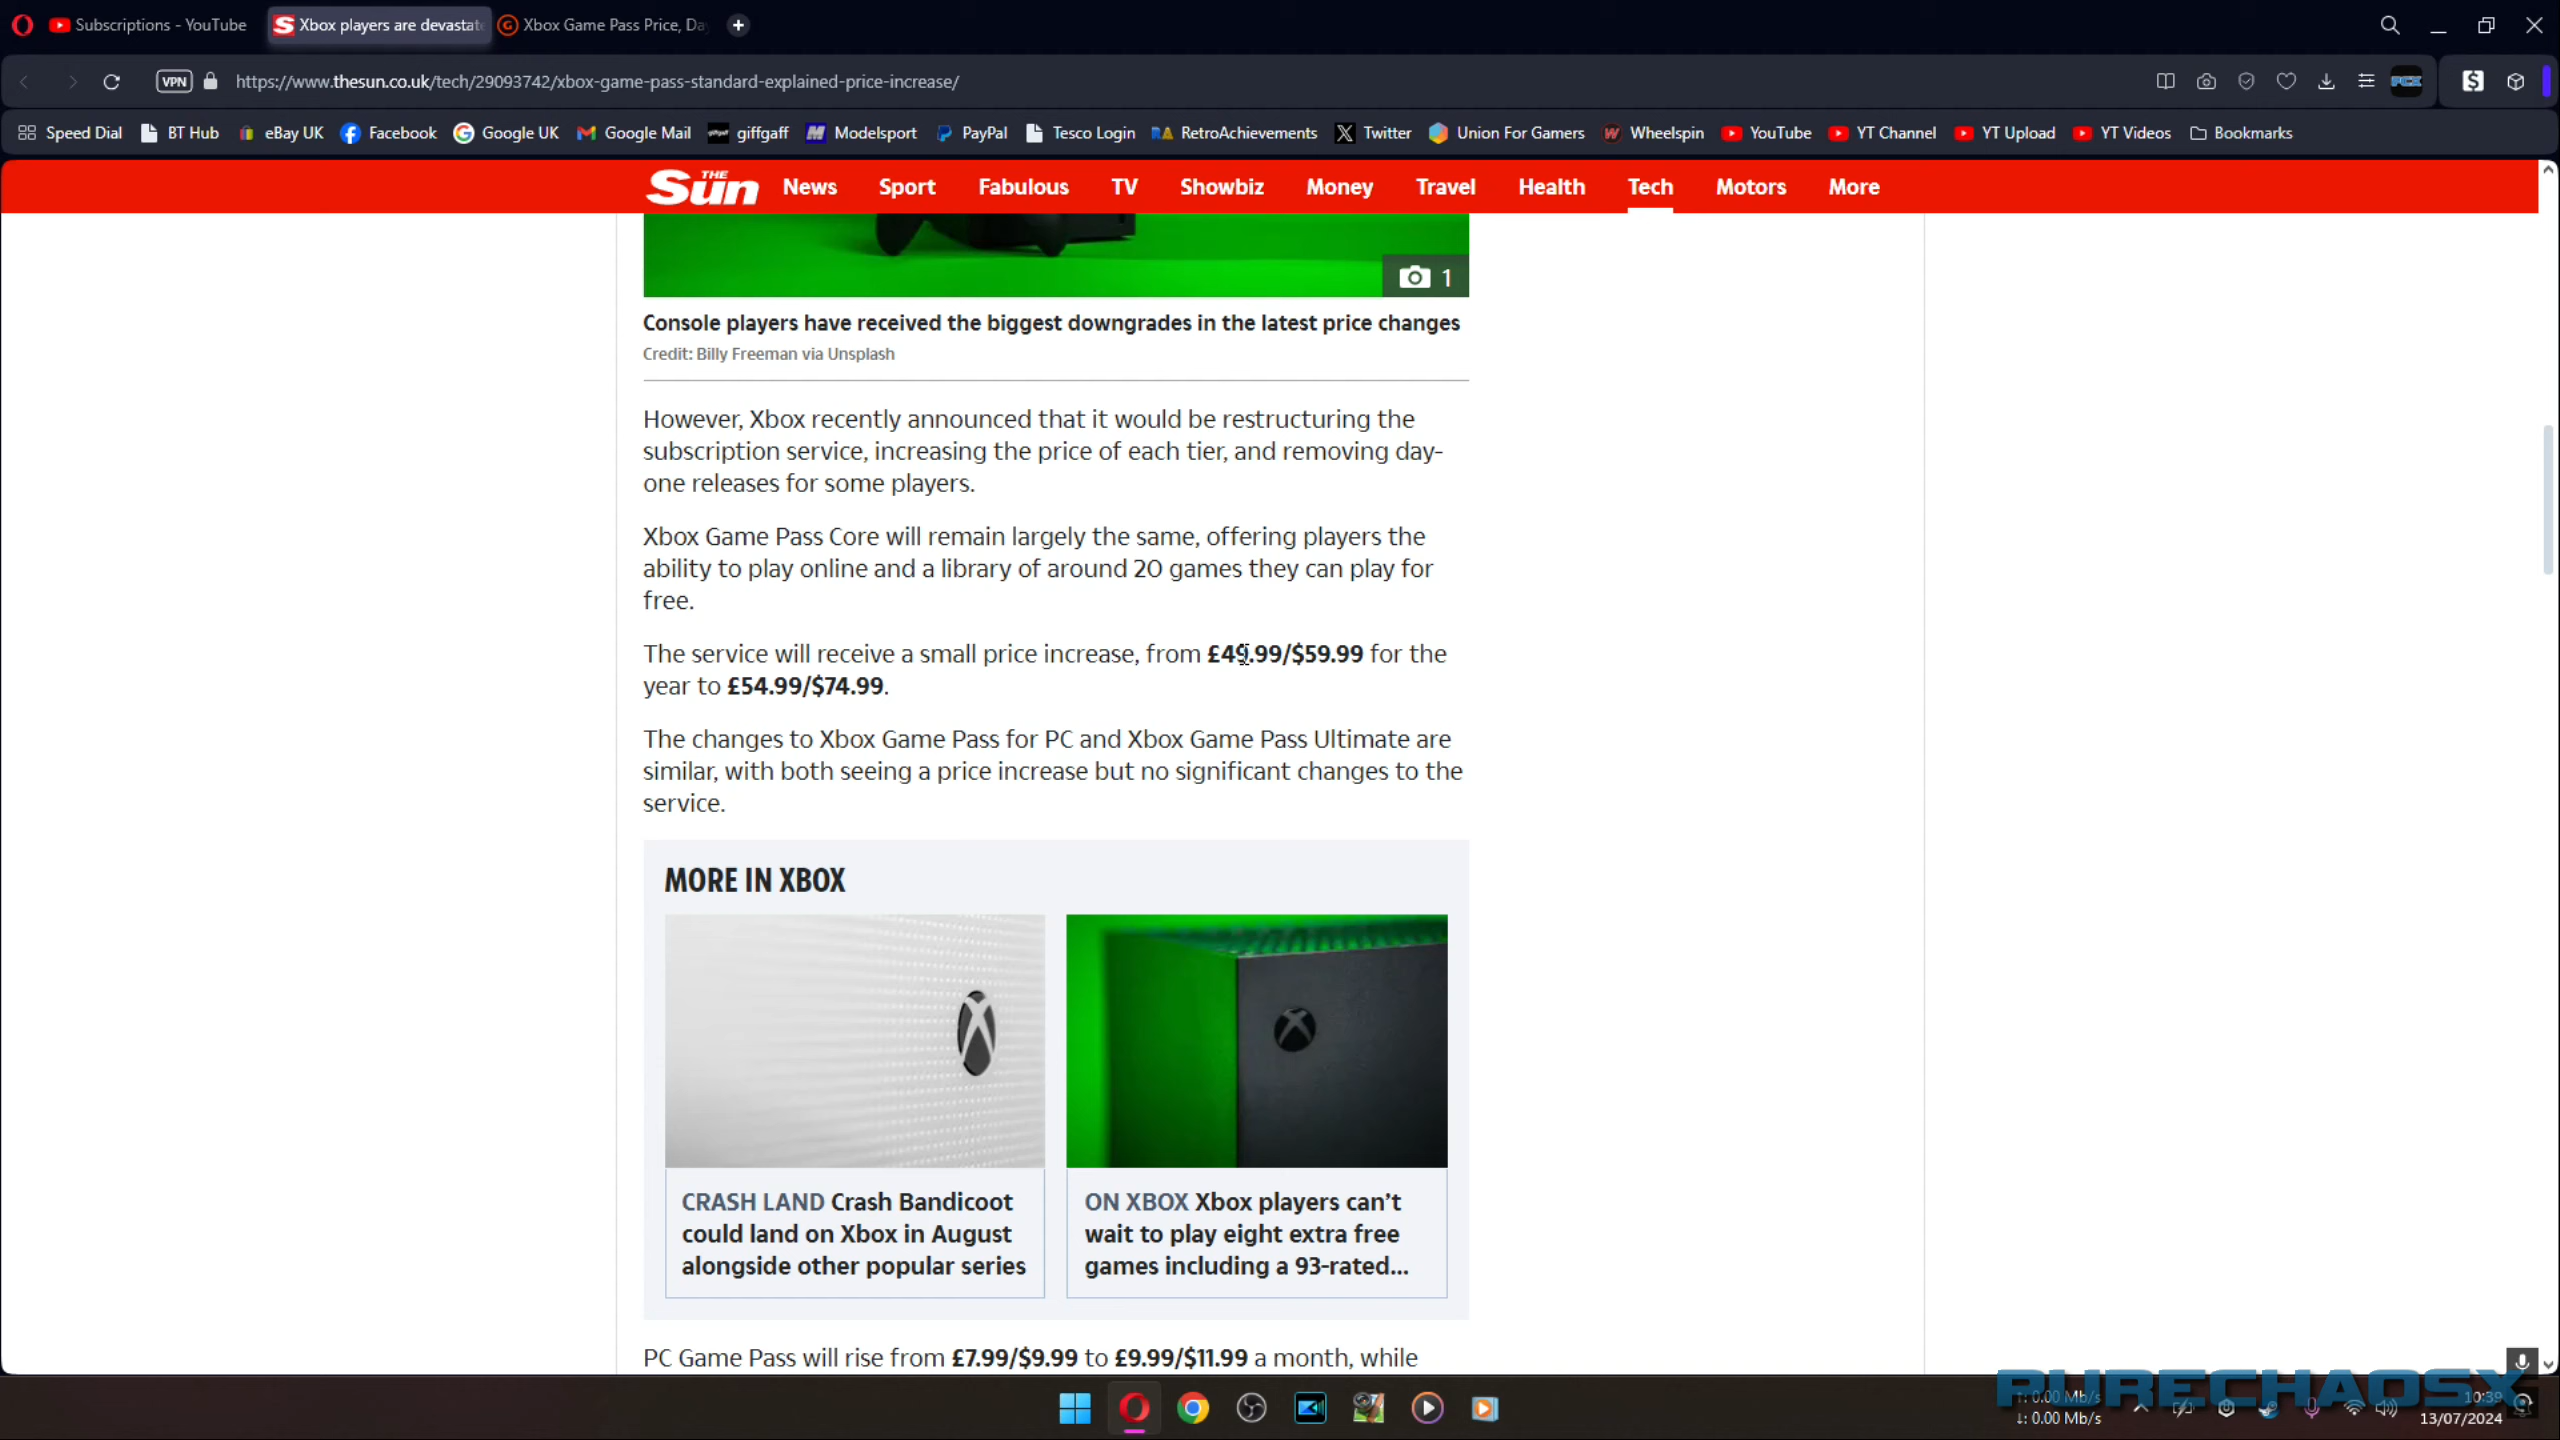 Subscriptions - YouTube
Xbox players are devastate
Xbox Game Pass Price, Da
VPN
https://www.thesun.co.uk/tech/29093742/xbox-game-pass-standard-explained-price-increase/
PCX
Speed Dial
BT Hub
eBay UK
Facebook
Google UK
Google Mail
giffgaff
Modelsport
PayPal
Tesco Login
RetroAchievements
Twitter
Union For Gamers
Wheelspin
YouTube
YT Channel
YT Upload
YT Videos
Bookmarks
THE Sun
News
Sport
Fabulous
TV
Showbiz
Money
Travel
Health
Tech
Motors
More
1
Console players have received the biggest downgrades in the latest price changes
Credit: Billy Freeman via Unsplash
However, Xbox recently announced that it would be restructuring the
subscription service, increasing the price of each tier, and removing day-
one releases for some players.
Xbox Game Pass Core will remain largely the same, offering players the
ability to play online and a library of around 20 games they can play for
free.
The service will receive a small price increase, from £49.99/$59.99 for the
year to £54.99/$74.99.
The changes to Xbox Game Pass for PC and Xbox Game Pass Ultimate are
similar, with both seeing a price increase but no significant changes to the
service.
MORE IN XBOX
CRASH LAND Crash Bandicoot
could land on Xbox in August
alongside other popular series
ON XBOX Xbox players can't
wait to play eight extra free
games including a 93-rated...
PC Game Pass will rise from £7.99/$9.99 to £9.99/$11.99 a month, while
PURECHAOSX
↑: 0.00 Mb/s
↓: 0.00 Mb/s
10:39
13/07/2024